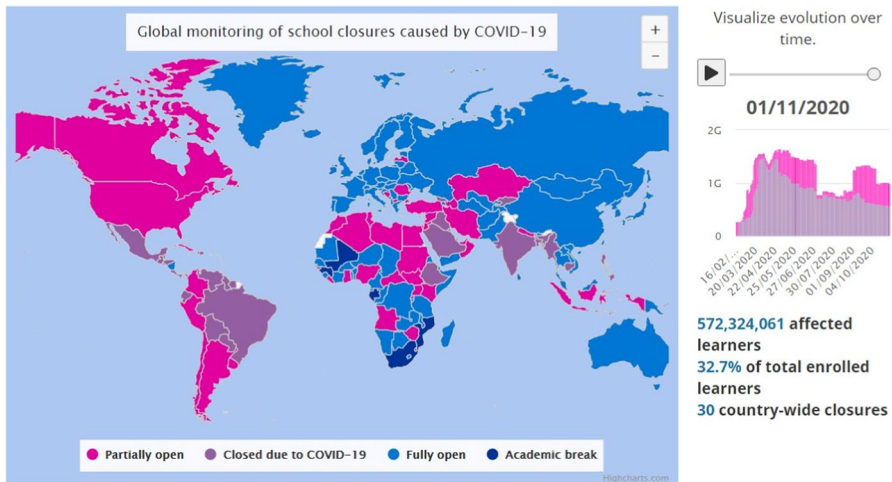 Global monitoring of school closures caused by COVID-19
+
−
Partially open
Closed due to COVID-19
Fully open
Academic break
Highcharts.com
Visualize evolution over
time.
01/11/2020
2G
1G
0
16/02/...
20/03/2020
22/04/2020
25/05/2020
27/06/2020
30/07/2020
01/09/2020
04/10/2020
572,324,061 affected
learners
32.7% of total enrolled
learners
30 country-wide closures